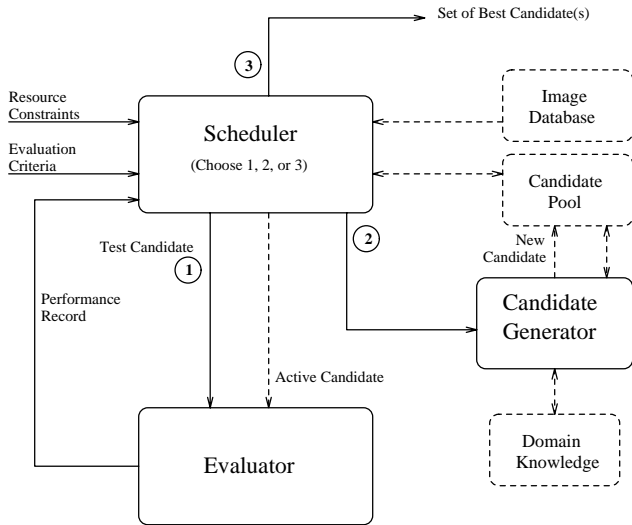 Set of Best Candidate(s)
3
Resource
Constraints
Evaluation
Criteria
Scheduler
(Choose 1, 2, or 3)
Image
Database
Candidate
Pool
Test Candidate
1
2
New
Candidate
Performance
Record
Candidate
Generator
Active Candidate
Evaluator
Domain
Knowledge